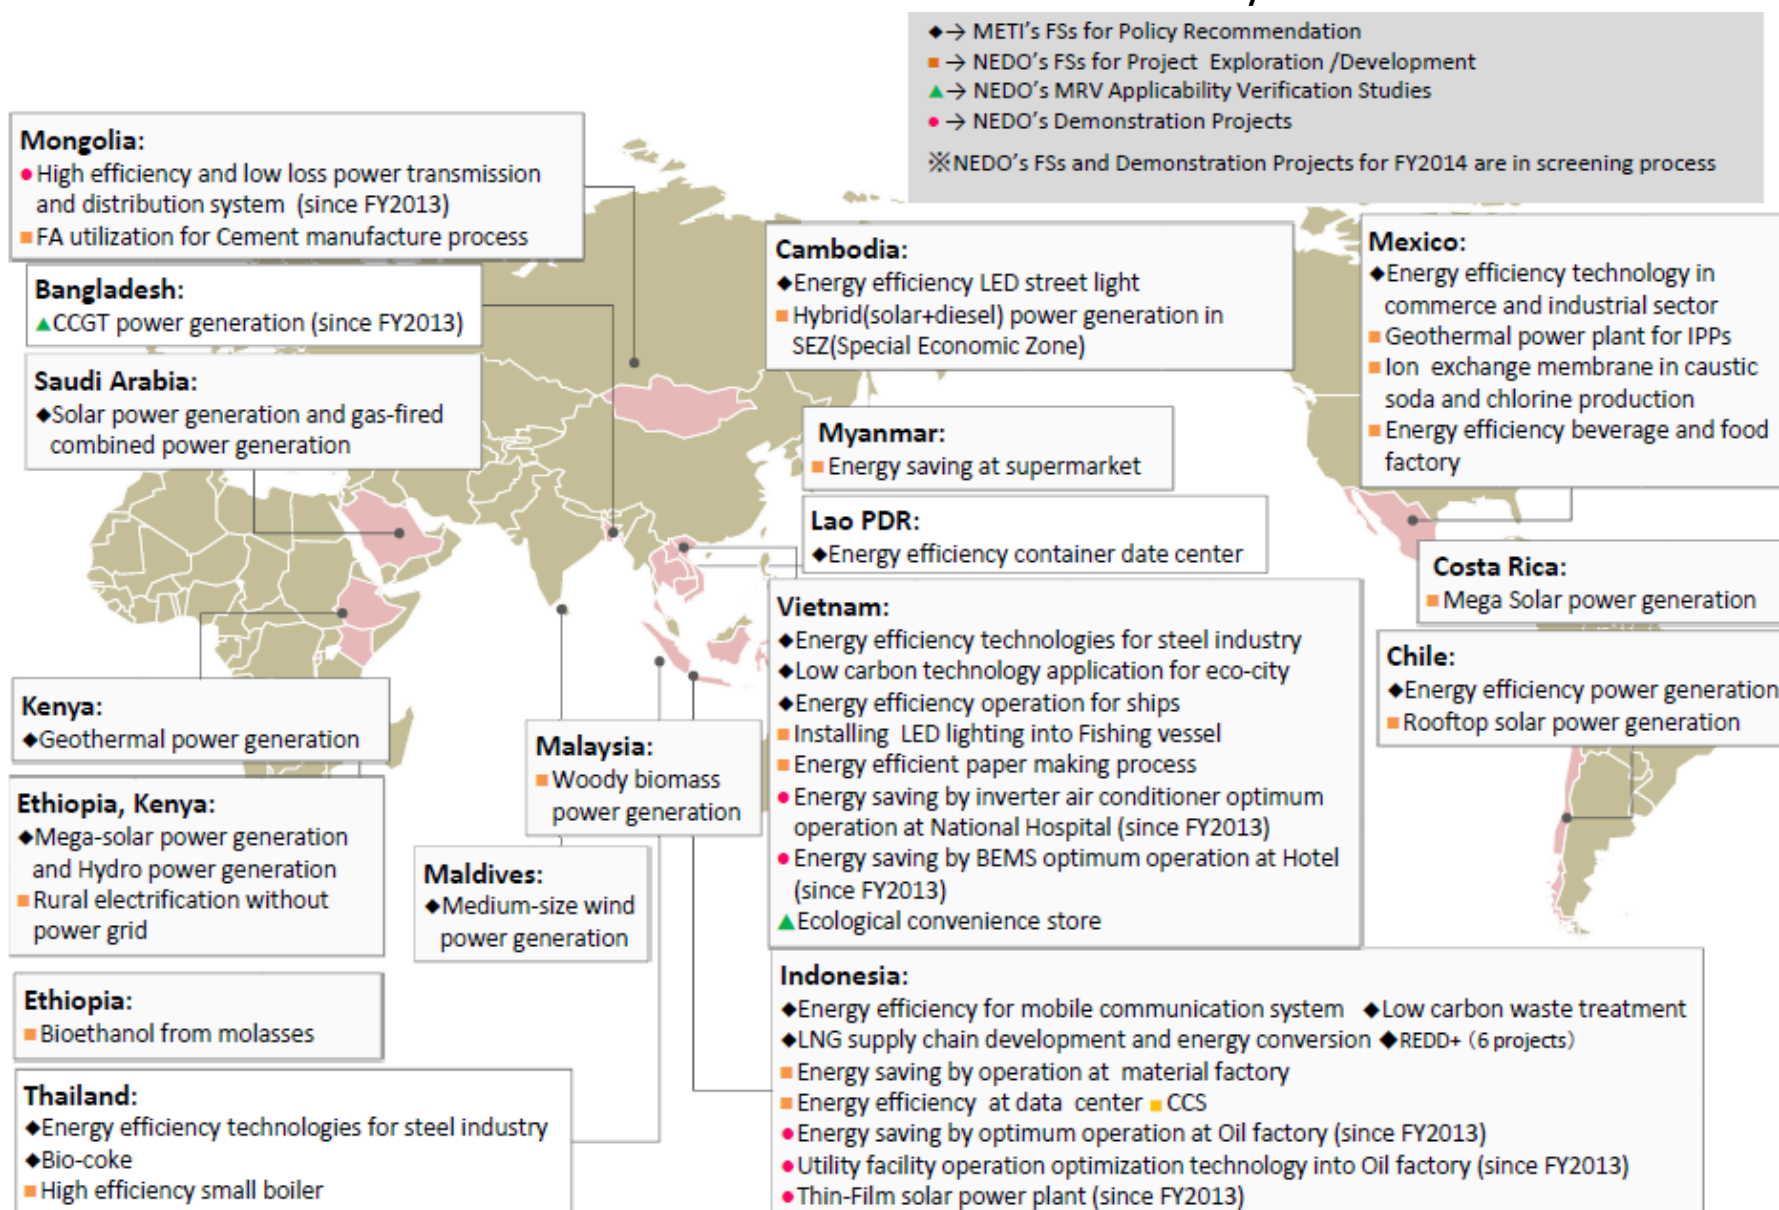 ◆→ METI's FSs for Policy Recommendation
■ → NEDO's FSs for Project Exploration /Development
▲→ NEDO's MRV Applicability Verification Studies
● → NEDO's Demonstration Projects
※NEDO's FSs and Demonstration Projects for FY2014 are in screening process
Mongolia:
●High efficiency and low loss power transmission
and distribution system (since FY2013)
■FA utilization for Cement manufacture process
Bangladesh:
▲CCGT power generation (since FY2013)
Saudi Arabia:
◆Solar power generation and gas-fired
combined power generation
Cambodia:
◆Energy efficiency LED street light
■Hybrid(solar+diesel) power generation in
SEZ(Special Economic Zone)
Myanmar:
■Energy saving at supermarket
Lao PDR:
◆Energy efficiency container date center
Mexico:
◆Energy efficiency technology in
commerce and industrial sector
■Geothermal power plant for IPPs
■Ion exchange membrane in caustic
soda and chlorine production
■Energy efficiency beverage and food
factory
Costa Rica:
■Mega Solar power generation
Chile:
◆Energy efficiency power generation
■Rooftop solar power generation
Vietnam:
◆Energy efficiency technologies for steel industry
◆Low carbon technology application for eco-city
◆Energy efficiency operation for ships
■Installing LED lighting into Fishing vessel
■Energy efficient paper making process
●Energy saving by inverter air conditioner optimum
operation at National Hospital (since FY2013)
●Energy saving by BEMS optimum operation at Hotel
(since FY2013)
▲Ecological convenience store
Kenya:
◆Geothermal power generation
Ethiopia, Kenya:
◆Mega-solar power generation
and Hydro power generation
■Rural electrification without
power grid
Ethiopia:
■Bioethanol from molasses
Malaysia:
■Woody biomass
power generation
Maldives:
◆Medium-size wind
power generation
Thailand:
◆Energy efficiency technologies for steel industry
◆Bio-coke
■High efficiency small boiler
Indonesia:
◆Energy efficiency for mobile communication system ◆Low carbon waste treatment
◆LNG supply chain development and energy conversion ◆REDD+（6 projects）
■Energy saving by operation at material factory
■Energy efficiency at data center ■CCS
●Energy saving by optimum operation at Oil factory (since FY2013)
●Utility facility operation optimization technology into Oil factory (since FY2013)
●Thin-Film solar power plant (since FY2013)